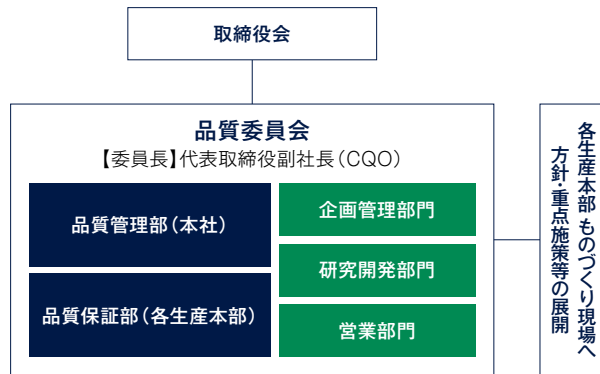 取締役会
品質委員会
【委員長】代表取締役副社長（CQO）
品質管理部（本社）
品質保証部（各生産本部）
企画管理部門
研究開発部門
営業部門
各生産本部 ものづくり現場へ
方針・重点施策等の展開